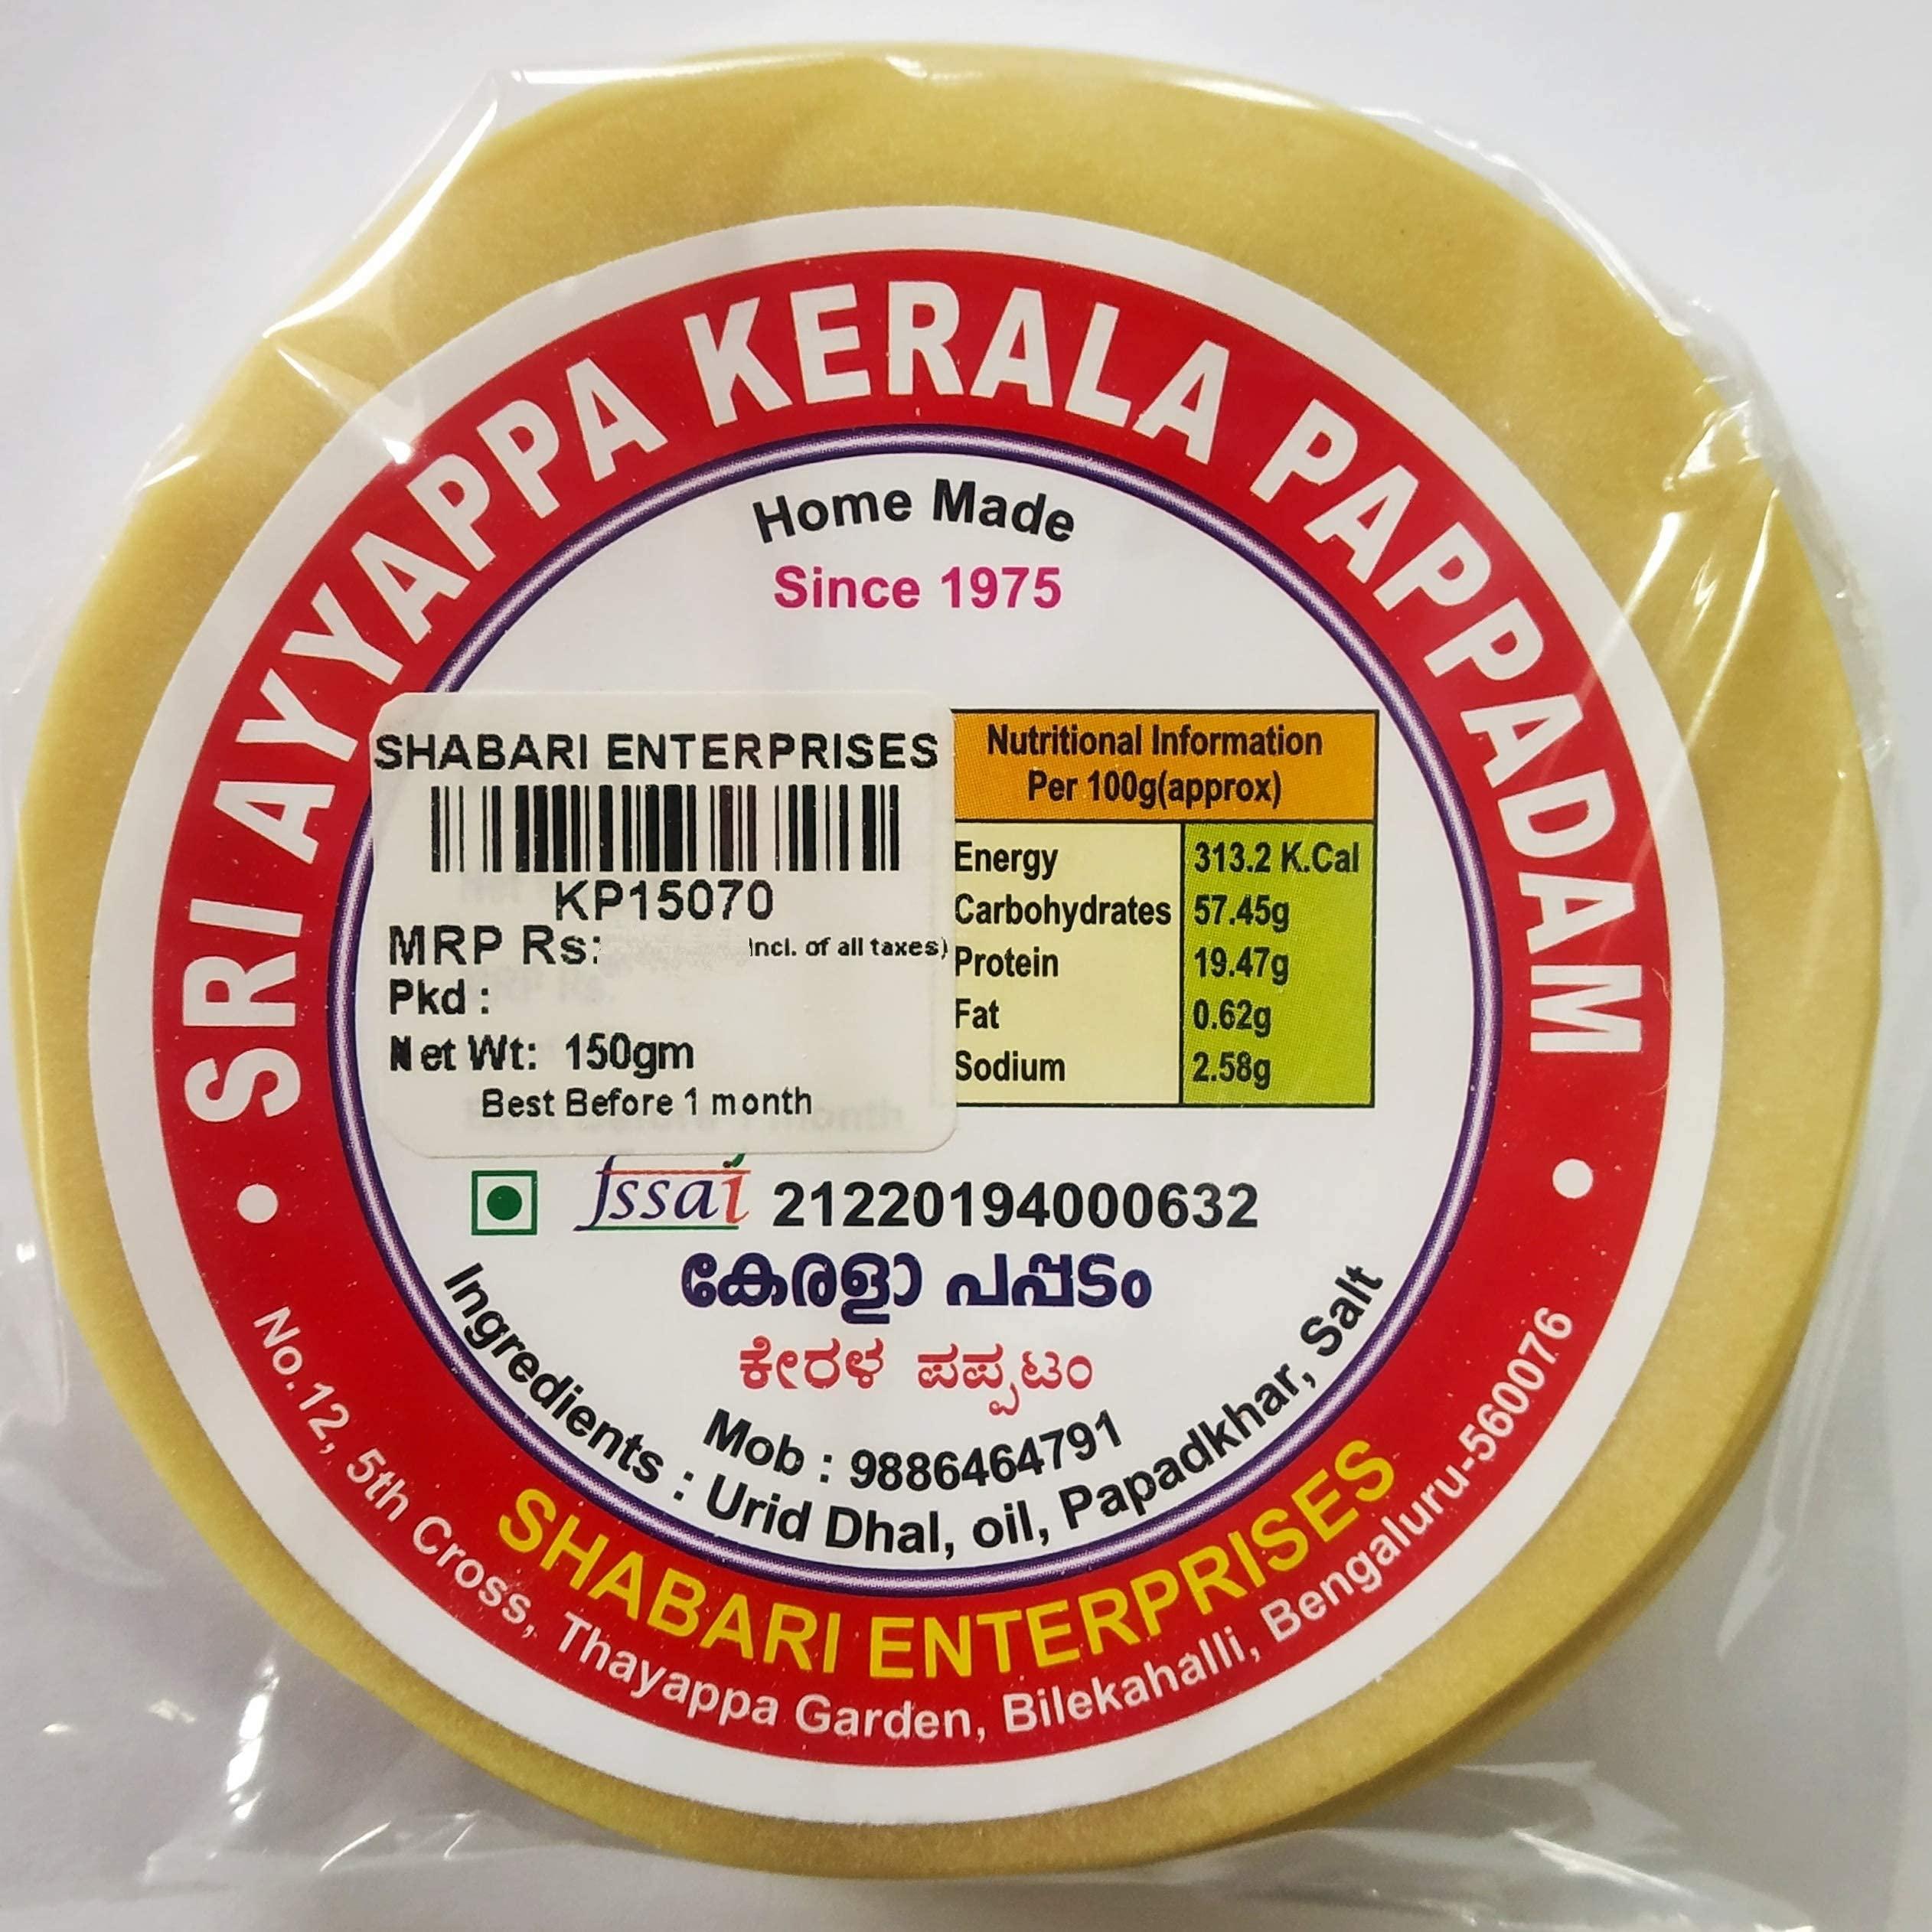 SRI AYYAPPA KERALA PAPPADAM
Home Made
Since 1975
SHABARI ENTERPRISES
KP15070
MRP Rs: Incl. of all taxes)
Pkd :
Net Wt: 150gm
Best Before 1 month
Nutritional Information
Per 100g(approx)
Energy 313.2 K.Cal
Carbohydrates 57.45g
Protein 19.47g
Fat 0.62g
Sodium 2.58g
fssai 21220194000632
കേരളാ പപ്പടം
ಕೇರಳ ಪಪ್ಪಟಂ
Mob : 9886464791
Ingredients : Urid Dhal, oil, Papadkhar, Salt
SHABARI ENTERPRISES
No.12, 5th Cross, Thayappa Garden, Bilekahalli, Bengaluru-560076